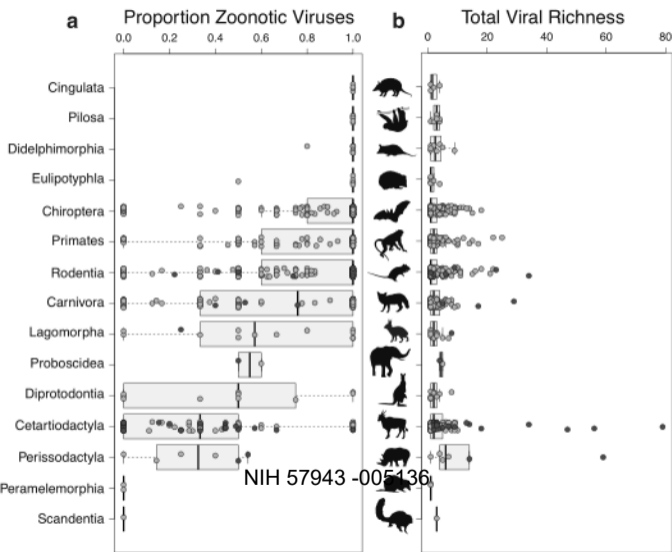 a Proportion Zoonotic Viruses b Total Viral Richness
0.0 0.2 0.4 0.6 0.8 1.0 0 20 40 60 80
Cingulata
Pilosa
Didelphimorphia
Eulipotyphla
Chiroptera
Primates
Rodentia
Carnivora
Lagomorpha
Proboscidea
Diprotodontia
Cetartiodactyla
Perissodactyla
NIH 57943 -005136
Peramelemorphia
Scandentia